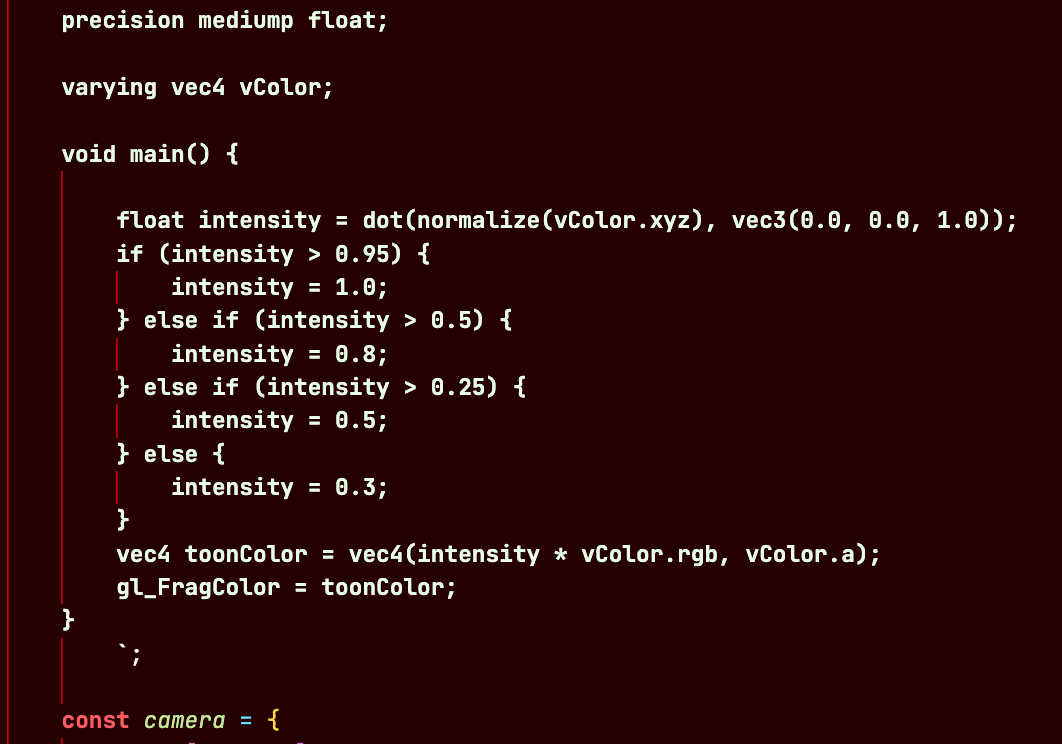 precision mediump float;
varying vec4 vColor;
void main() {
float intensity = dot(normalize(vColor.xyz), vec3(0.0, 0.0, 1.0));
if (intensity > 0.95) {
intensity = 1.0;
} else if (intensity > 0.5) {
intensity = 0.8;
} else if (intensity > 0.25) {
intensity = 0.5;
} else {
intensity = 0.3;
}
vec4 toonColor = vec4(intensity * vColor.rgb, vColor.a);
gl_FragColor = toonColor;
}
`;
const camera = {